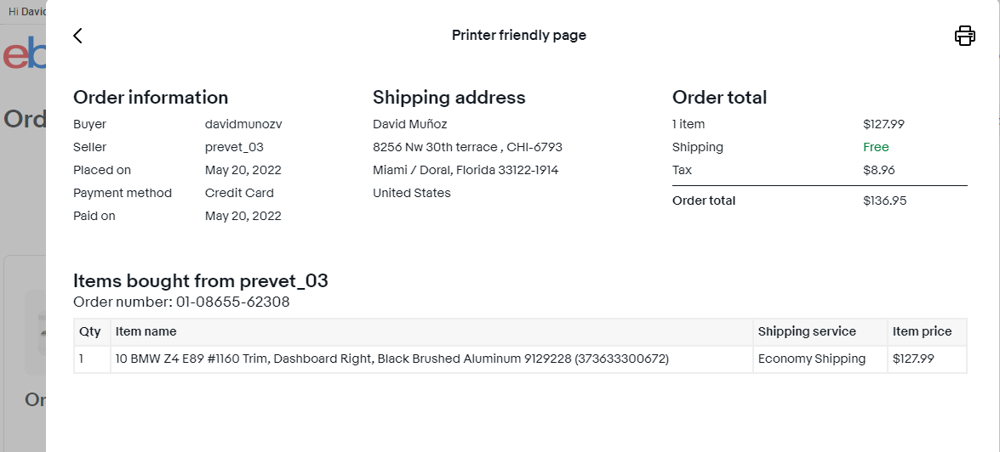 Hi David
eb
Printer friendly page
Ord
Order information
Buyer davidmunozv
Seller prevet_03
Placed on May 20, 2022
Payment method Credit Card
Paid on May 20, 2022
Shipping address
David Muñoz
8256 Nw 30th terrace , CHI-6793
Miami / Doral, Florida 33122-1914
United States
Order total
1 item $127.99
Shipping Free
Tax $8.96
Order total $136.95
Items bought from prevet_03
Order number: 01-08655-62308
Qty Item name Shipping service Item price
1 10 BMW Z4 E89 #1160 Trim, Dashboard Right, Black Brushed Aluminum 9129228 (373633300672) Economy Shipping $127.99
Or